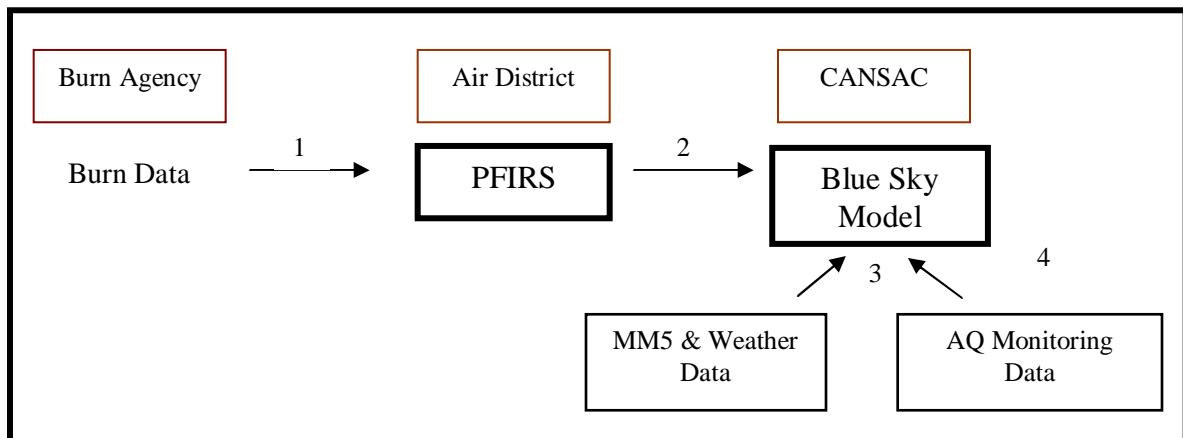 Burn Agency
Air District
CANSAC
1
2
Burn Data
PFIRS
Blue Sky
Model
3
4
MM5 & Weather
Data
AQ Monitoring
Data